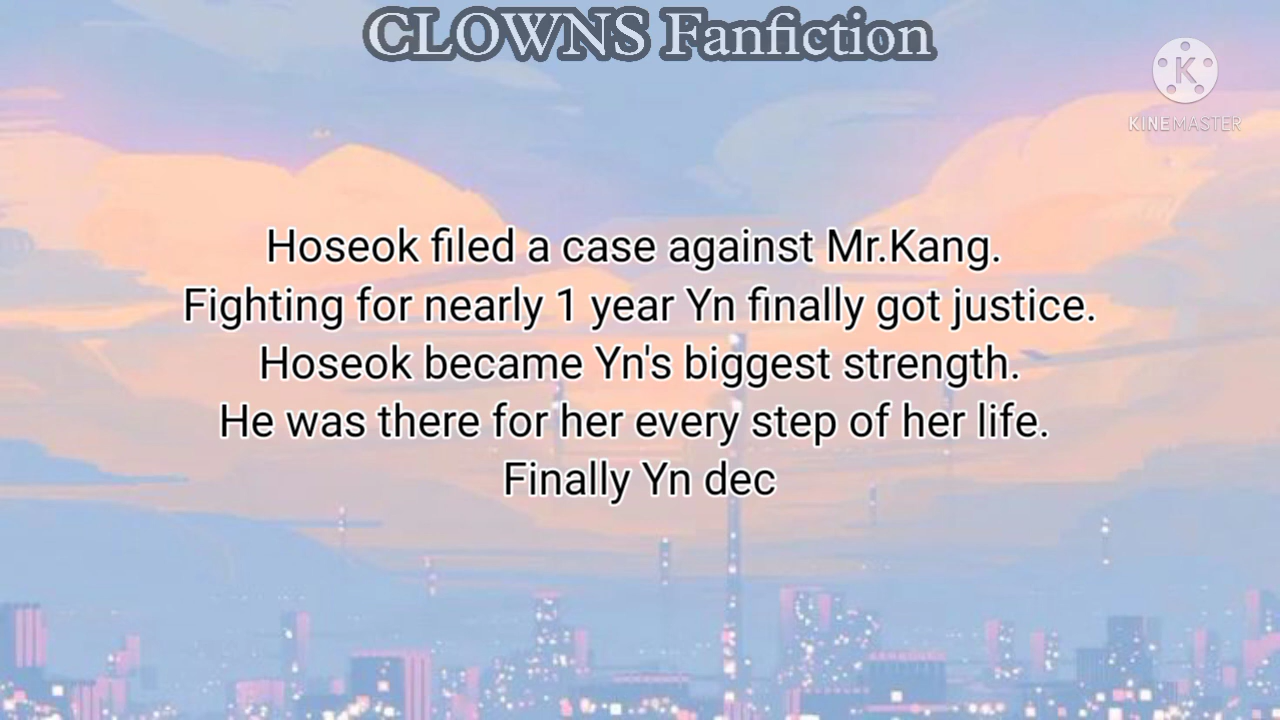 CLOWNS Fanfiction
K
KINEMASTER
Hoseok filed a case against Mr.Kang.
Fighting for nearly 1 year Yn finally got justice.
Hoseok became Yn's biggest strength.
He was there for her every step of her life.
Finally Yn dec